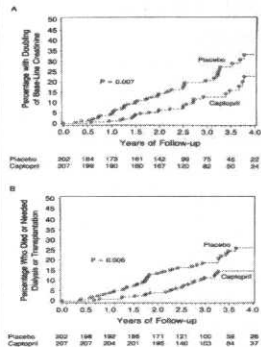 A
Percentage with Doubling
of Base-Line Creatinine
50
45
40
35
30
25
20
15
10
5
0
Placebo
P = 0.007
Captopril
0.0 0.5 1.0 1.5 2.0 2.5 3.0 3.5 4.0
Years of Follow-up
Placebo 202 184 173 161 142 99 75 45 22
Captopril 207 199 190 180 167 120 82 50 24
B
Percentage Who Died or Needed
Dialysis or Transplantation
50
45
40
35
30
25
20
15
10
5
0
Placebo
P = 0.006
Captopril
0.0 0.5 1.0 1.5 2.0 2.5 3.0 3.5 4.0
Years of Follow-up
Placebo 202 198 192 186 171 121 100 59 26
Captopril 207 207 204 201 195 140 103 64 37